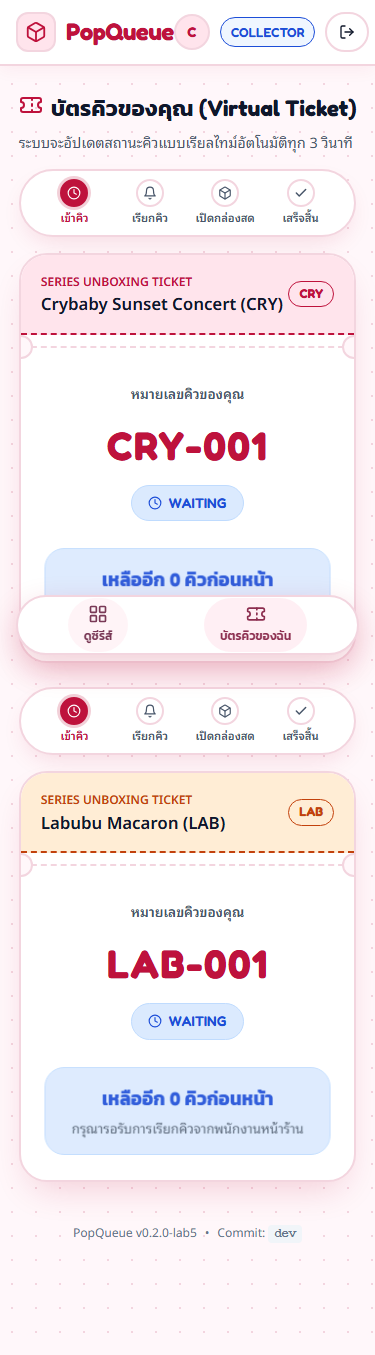 PopQueue C COLLECTOR
บัตรคิวของคุณ (Virtual Ticket)
ระบบจะอัปเดตสถานะคิวแบบเรียลไทม์อัตโนมัติทุก 3 วินาที
เข้าคิว เรียกคิว เปิดกล่องสด เสร็จสิ้น
SERIES UNBOXING TICKET
Crybaby Sunset Concert (CRY) CRY
หมายเลขคิวของคุณ
CRY-001
WAITING
เหลืออีก 0 คิวก่อนหน้า
ดูซีรีส์ บัตรคิวของฉัน
เข้าคิว เรียกคิว เปิดกล่องสด เสร็จสิ้น
SERIES UNBOXING TICKET
Labubu Macaron (LAB) LAB
หมายเลขคิวของคุณ
LAB-001
WAITING
เหลืออีก 0 คิวก่อนหน้า
กรุณารอรับการเรียกคิวจากพนักงานหน้าร้าน
PopQueue v0.2.0-lab5 • Commit: dev